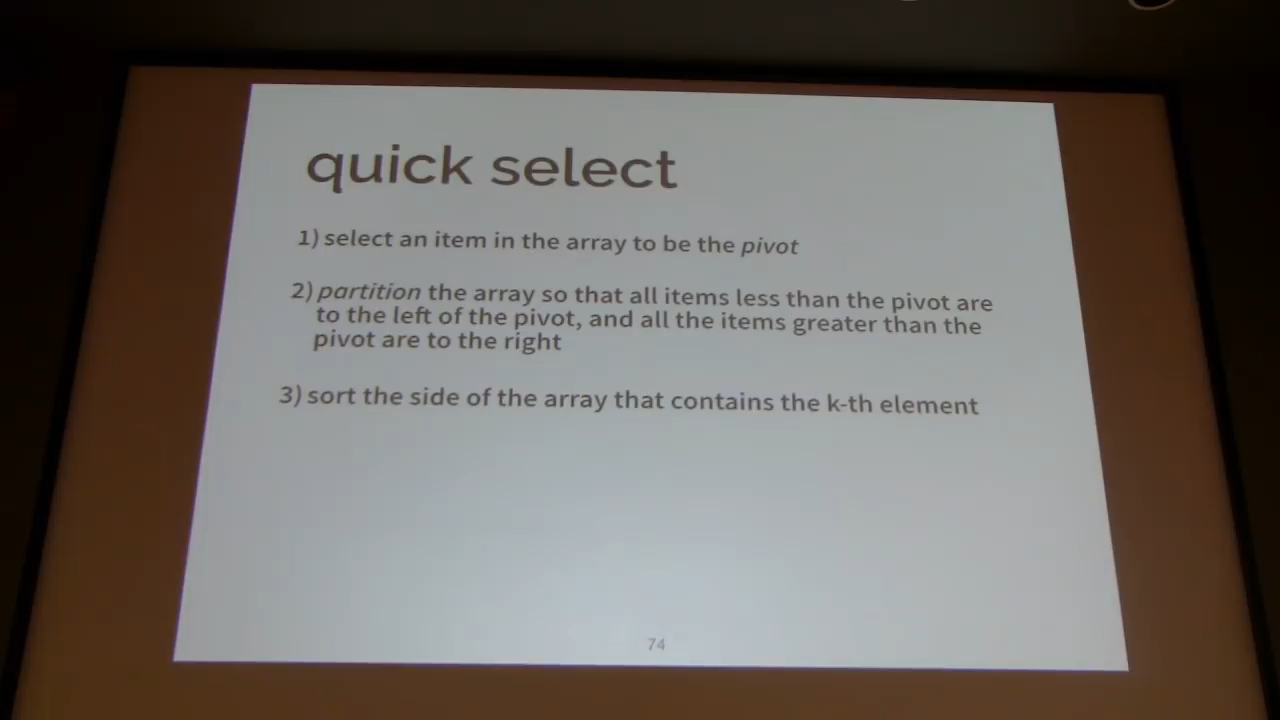 quick select
1) select an item in the array to be the pivot
2) partition the array so that all items less than the pivot are
to the left of the pivot, and all the items greater than the
pivot are to the right
3) sort the side of the array that contains the k-th element
74